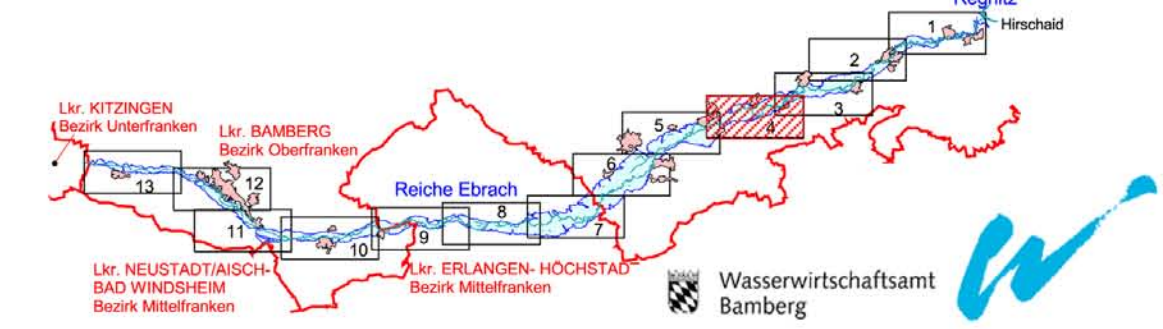 Regnitz
Hirschaid
1
2
3
4
5
6
7
8
9
10
11
12
13
Lkr. KITZINGEN
Bezirk Unterfranken
Lkr. BAMBERG
Bezirk Oberfranken
Reiche Ebrach
Lkr. NEUSTADT/AISCH-
BAD WINDSHEIM
Bezirk Mittelfranken
Lkr. ERLANGEN- HÖCHSTAD
Bezirk Mittelfranken
Wasserwirtschaftsamt
Bamberg